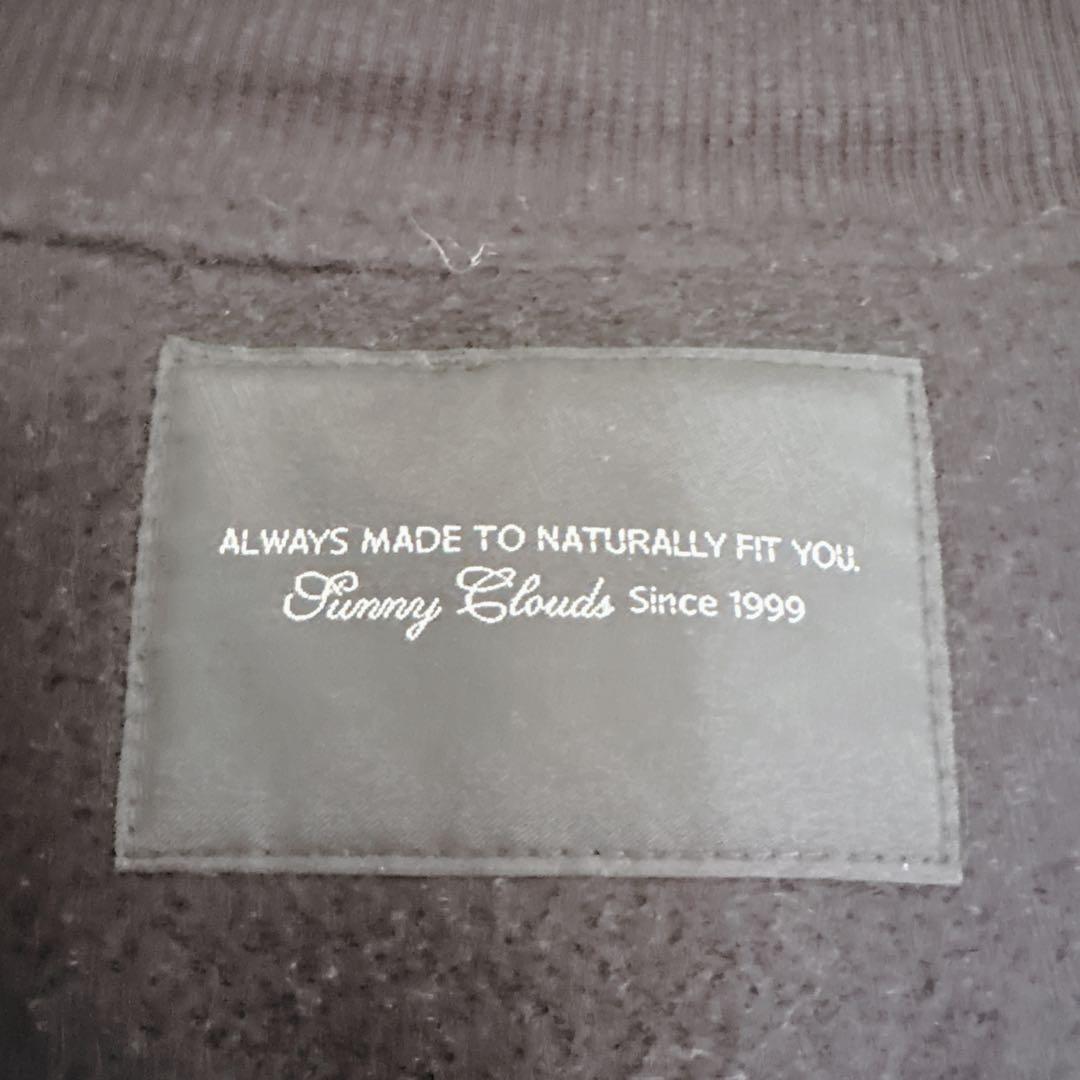 ALWAYS MADE TO NATURALLY FIT YOU.
Sunny Clouds Since 1999